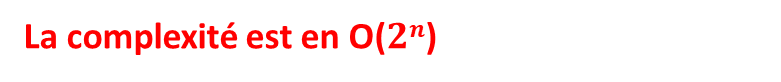 La complexité est en O(2ⁿ)